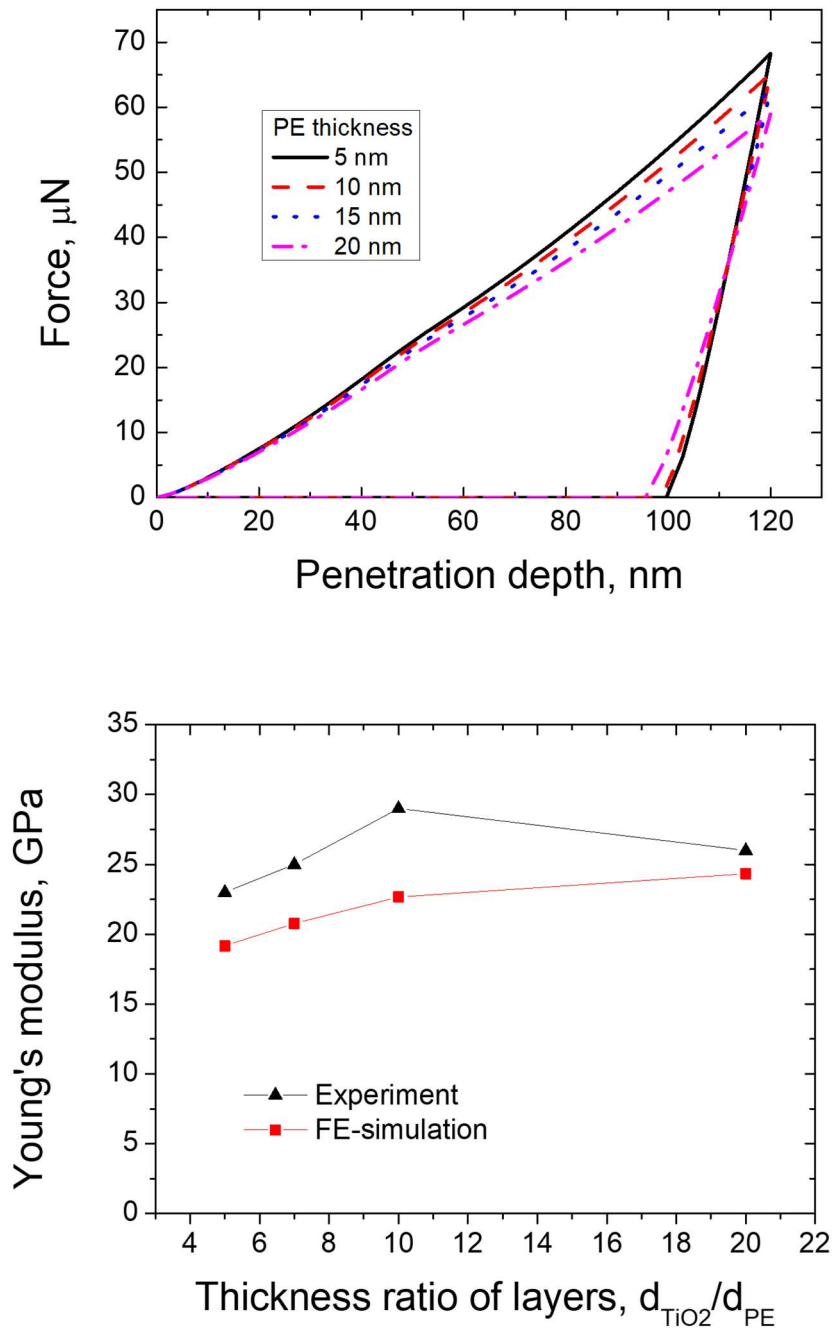 70
60
50
40
30
20
10
0
Force, μN
PE thickness
5 nm
10 nm
15 nm
20 nm
0 20 40 60 80 100 120
Penetration depth, nm
35
30
25
20
15
10
5
0
Young's modulus, GPa
Experiment
FE-simulation
4 6 8 10 12 14 16 18 20 22
Thickness ratio of layers, dTiO2/dPE